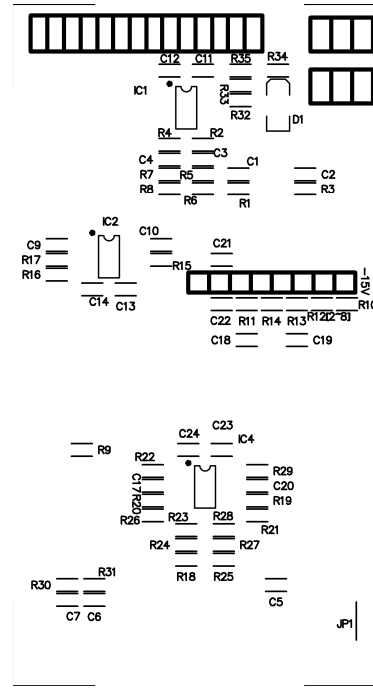 C12 C11 R35 R34
IC1
R33
R32 D1
R4 R2
C4 C3
R7 R5 C1 C2
R8 R6 R1 R3
IC2
C9 C10 C21
R17
R16 R15
C14 C13
-15V
C22 R11 R14 R13 R12[2~8] R10
C18 C19
C23
C24 IC4
R9 R22 R29
C17 C20
R20 R19
R26 R23 R28 R21
R24 R27
R18 R25
R31
R30
C5
C7 C6
JP1